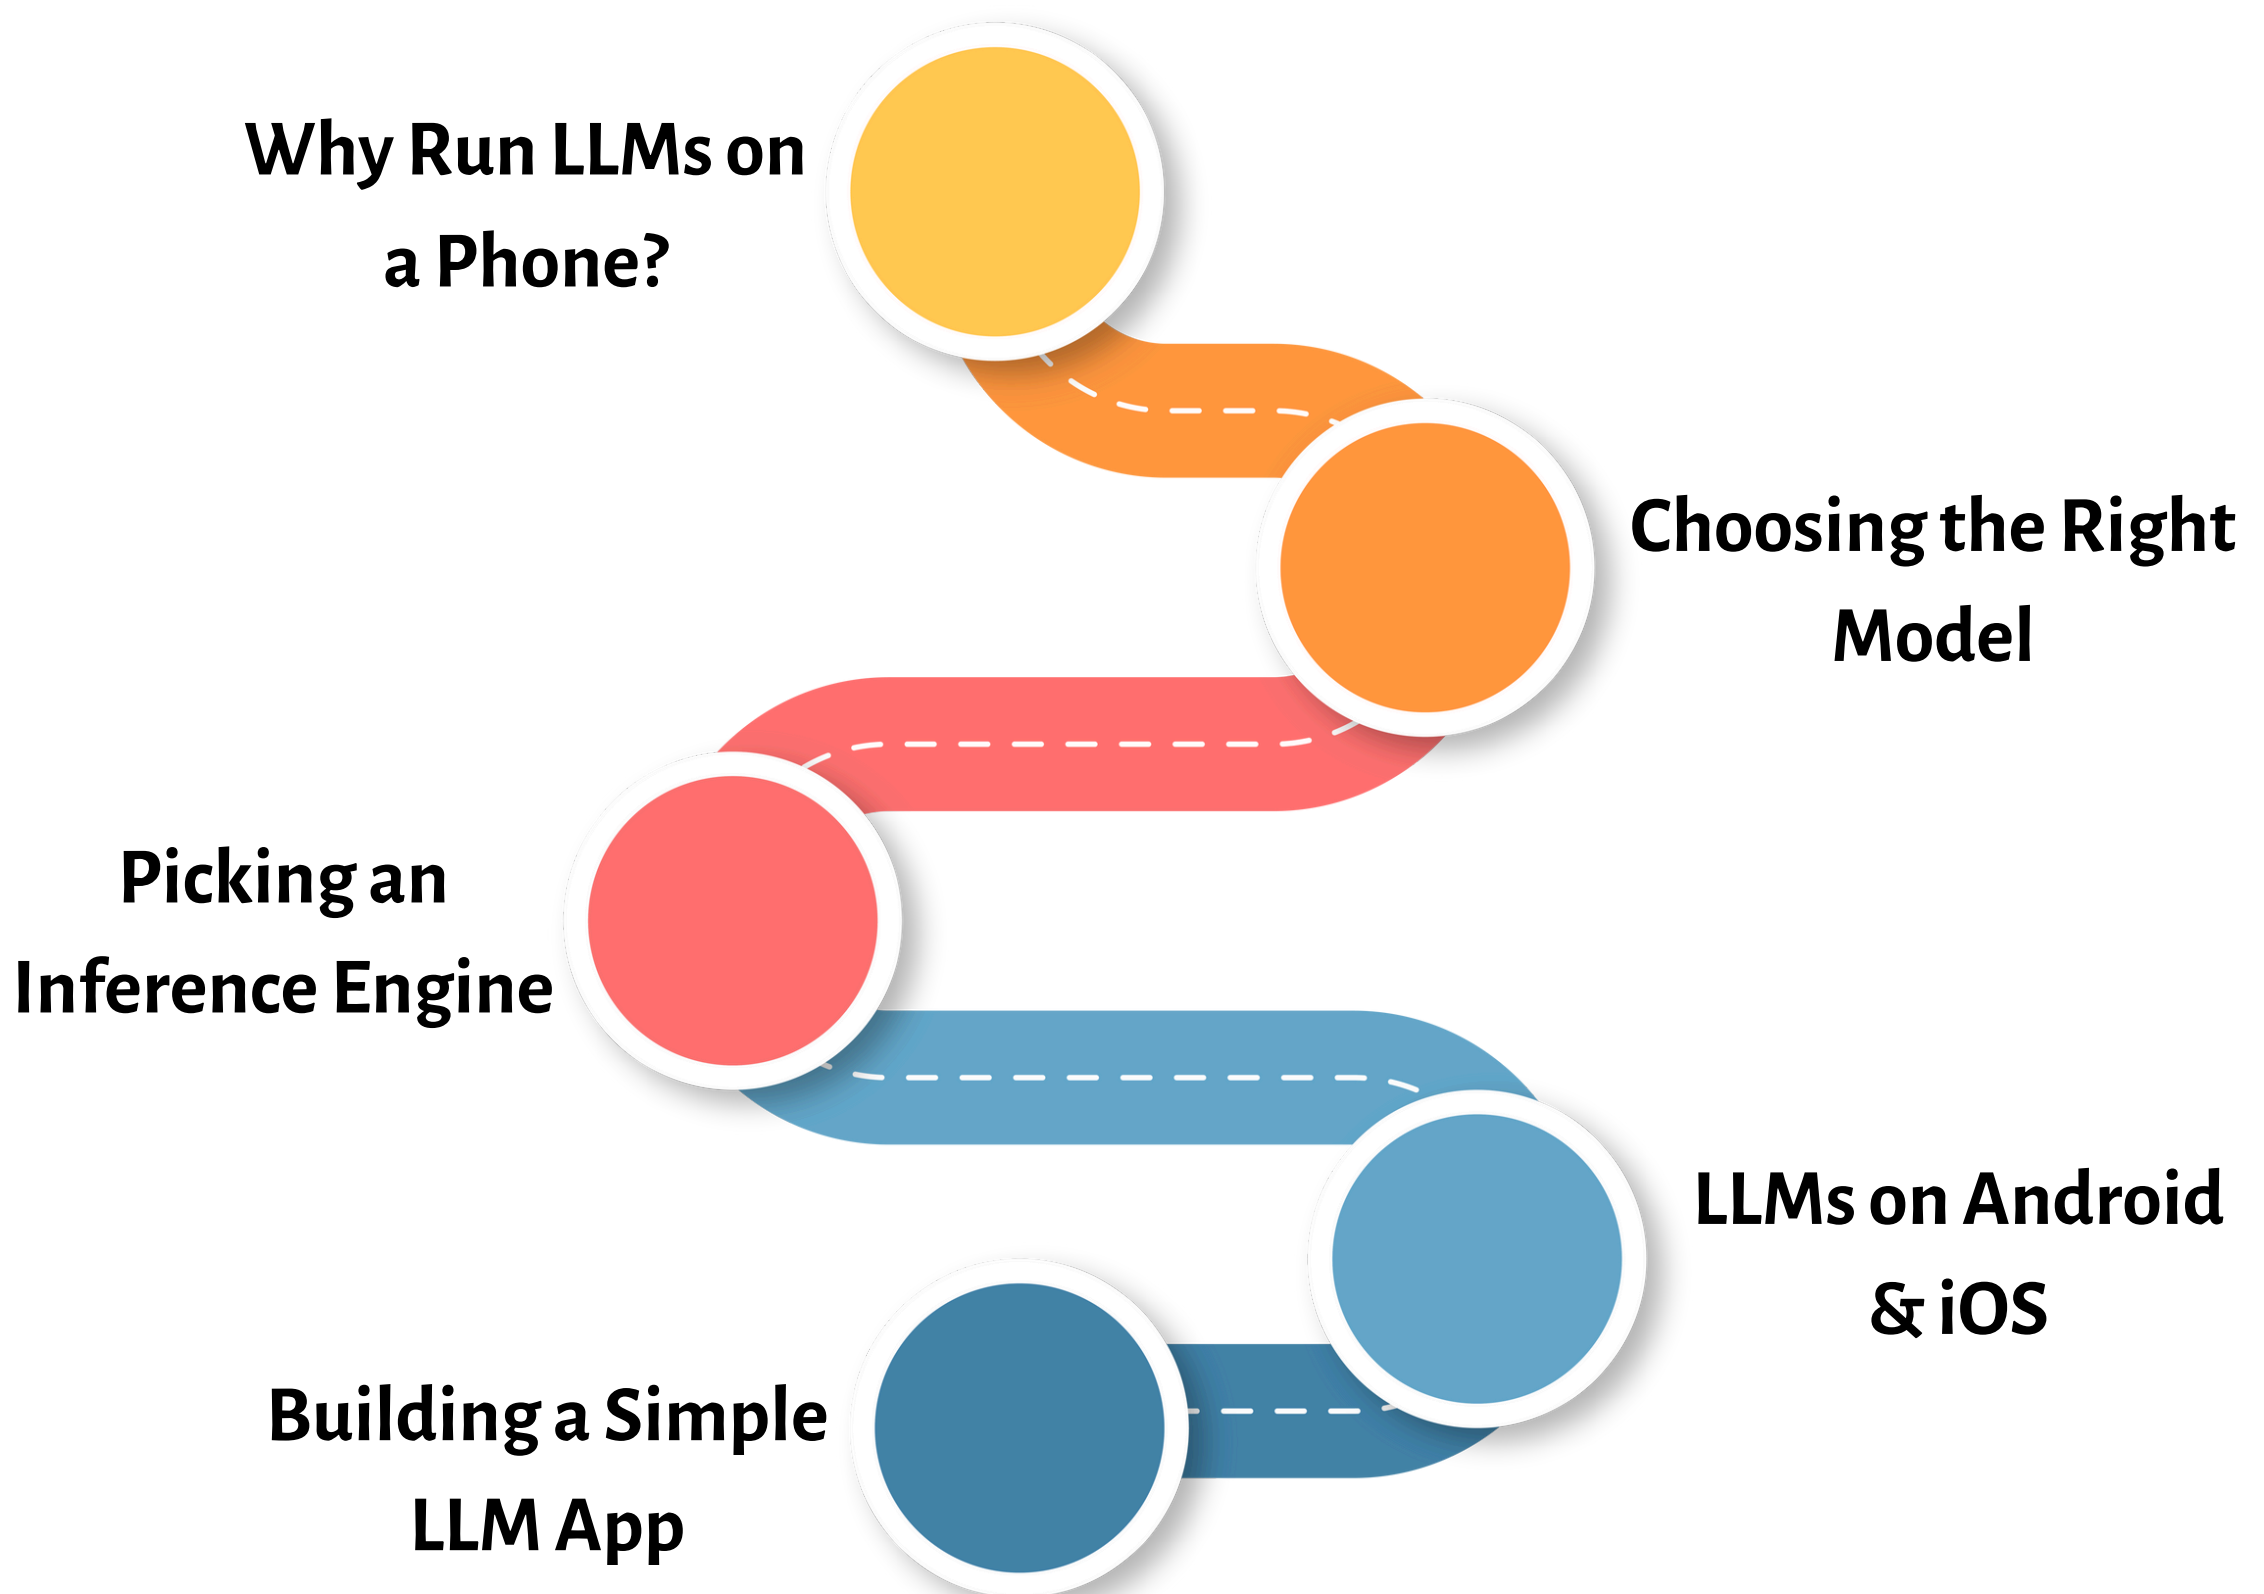 Why Run LLMs on
a Phone?
Choosing the Right
Model
Picking an
Inference Engine
LLMs on Android
& iOS
Building a Simple
LLM App